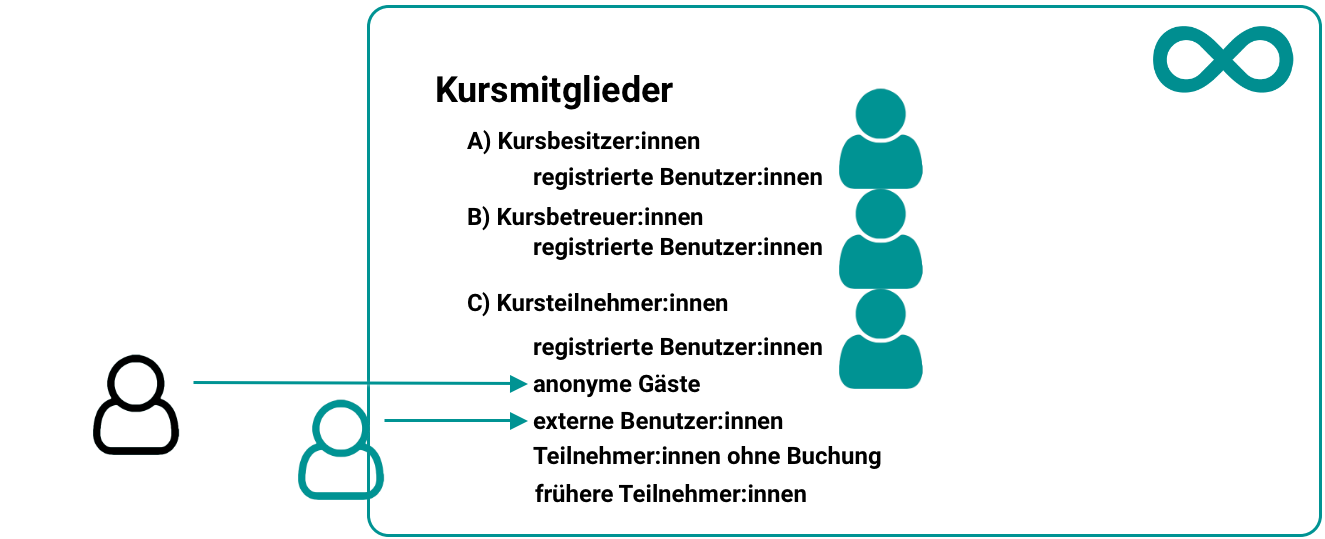 Kursmitglieder
A) Kursbesitzer:innen
registrierte Benutzer:innen
B) Kursbetreuer:innen
registrierte Benutzer:innen
C) Kursteilnehmer:innen
registrierte Benutzer:innen
anonyme Gäste
externe Benutzer:innen
Teilnehmer:innen ohne Buchung
frühere Teilnehmer:innen